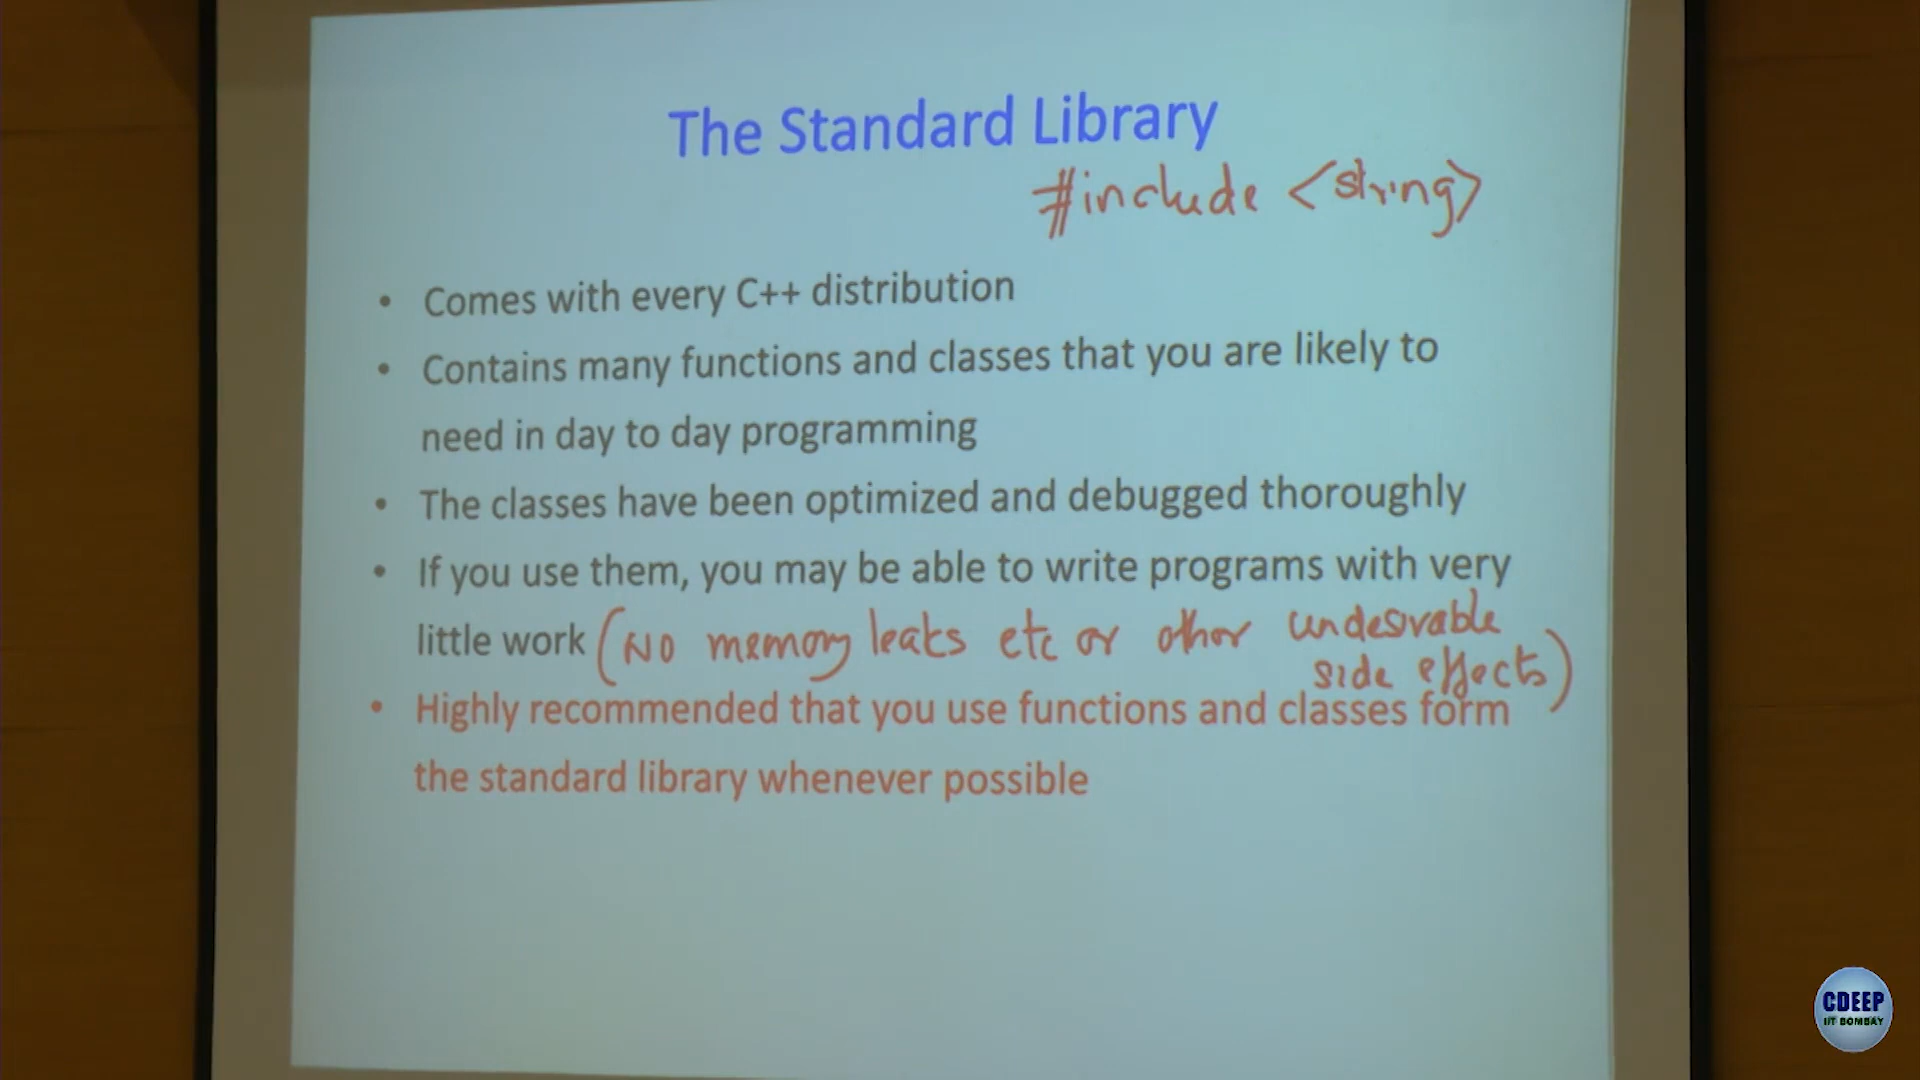 The Standard Library
#include <string>
• Comes with every C++ distribution
• Contains many functions and classes that you are likely to
need in day to day programming
• The classes have been optimized and debugged thoroughly
• If you use them, you may be able to write programs with very
little work (No memory leaks etc or other undesirable
side effects)
• Highly recommended that you use functions and classes form
the standard library whenever possible
CDEEP
IIT BOMBAY